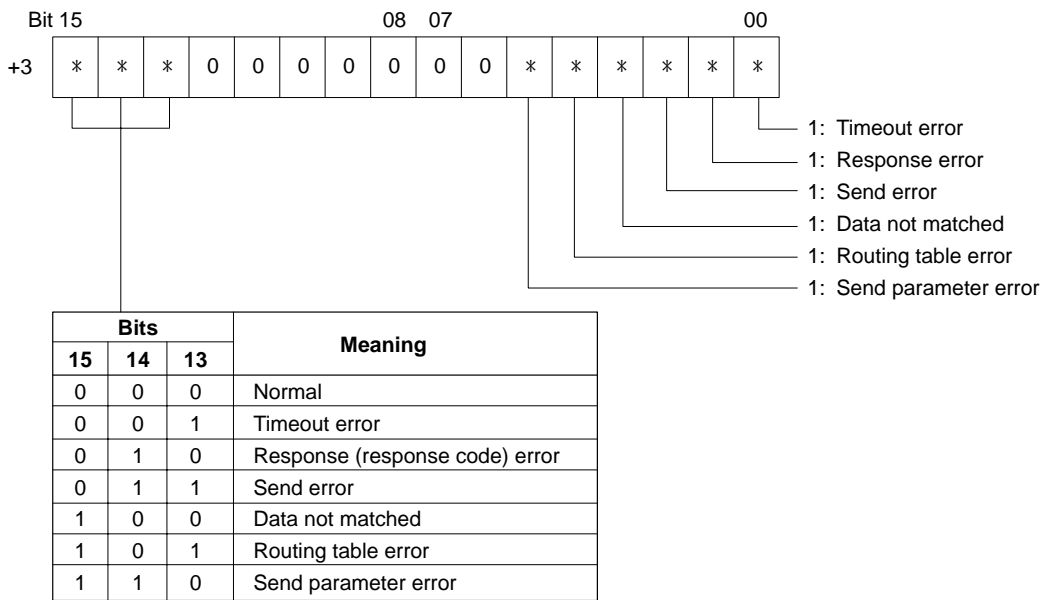 Bit 15 08 07 00
+3 * * * 0 0 0 0 0 0 0 * * * * * *
1: Timeout error
1: Response error
1: Send error
1: Data not matched
1: Routing table error
1: Send parameter error
Bits Meaning
15 14 13
0 0 0 Normal
0 0 1 Timeout error
0 1 0 Response (response code) error
0 1 1 Send error
1 0 0 Data not matched
1 0 1 Routing table error
1 1 0 Send parameter error